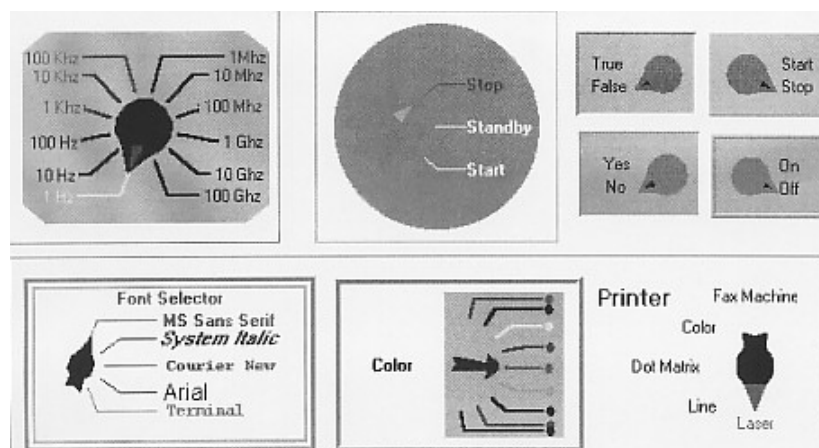 100 Khz
10 Khz
1 Khz
100 Hz
10 Hz
1 Hz
1Mhz
10 Mhz
100 Mhz
1 Ghz
10 Ghz
100 Ghz
Stop
Standby
Start
True
False
Start
Stop
Yes
No
On
Off
Font Selector
MS Sans Serif
System Italic
Courier New
Arial
Terminal
Color
Printer
Fax Machine
Color
Dot Matrix
Line
Laser